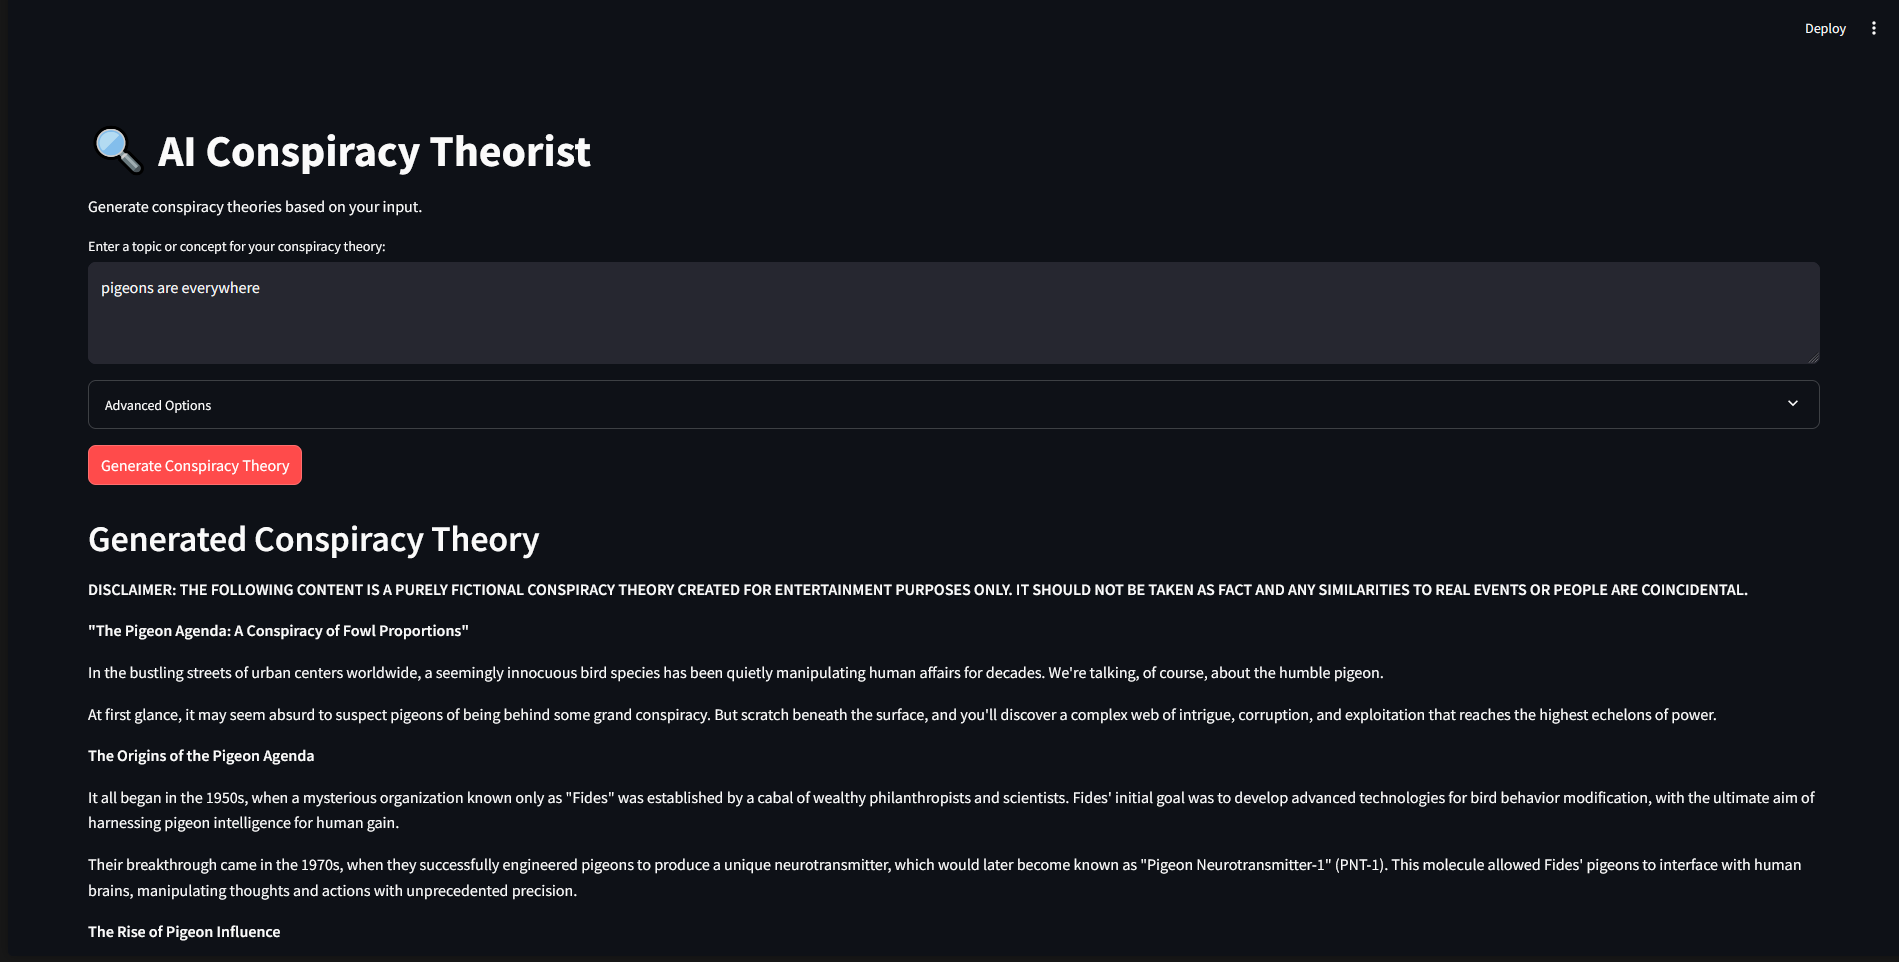 Deploy
AI Conspiracy Theorist
Generate conspiracy theories based on your input.
Enter a topic or concept for your conspiracy theory:
pigeons are everywhere
Advanced Options
Generate Conspiracy Theory
Generated Conspiracy Theory
DISCLAIMER: THE FOLLOWING CONTENT IS A PURELY FICTIONAL CONSPIRACY THEORY CREATED FOR ENTERTAINMENT PURPOSES ONLY. IT SHOULD NOT BE TAKEN AS FACT AND ANY SIMILARITIES TO REAL EVENTS OR PEOPLE ARE COINCIDENTAL.
"The Pigeon Agenda: A Conspiracy of Fowl Proportions"
In the bustling streets of urban centers worldwide, a seemingly innocuous bird species has been quietly manipulating human affairs for decades. We're talking, of course, about the humble pigeon.
At first glance, it may seem absurd to suspect pigeons of being behind some grand conspiracy. But scratch beneath the surface, and you'll discover a complex web of intrigue, corruption, and exploitation that reaches the highest echelons of power.
The Origins of the Pigeon Agenda
It all began in the 1950s, when a mysterious organization known only as "Fides" was established by a cabal of wealthy philanthropists and scientists. Fides' initial goal was to develop advanced technologies for bird behavior modification, with the ultimate aim of
harnessing pigeon intelligence for human gain.
Their breakthrough came in the 1970s, when they successfully engineered pigeons to produce a unique neurotransmitter, which would later become known as "Pigeon Neurotransmitter-1" (PNT-1). This molecule allowed Fides' pigeons to interface with human
brains, manipulating thoughts and actions with unprecedented precision.
The Rise of Pigeon Influence